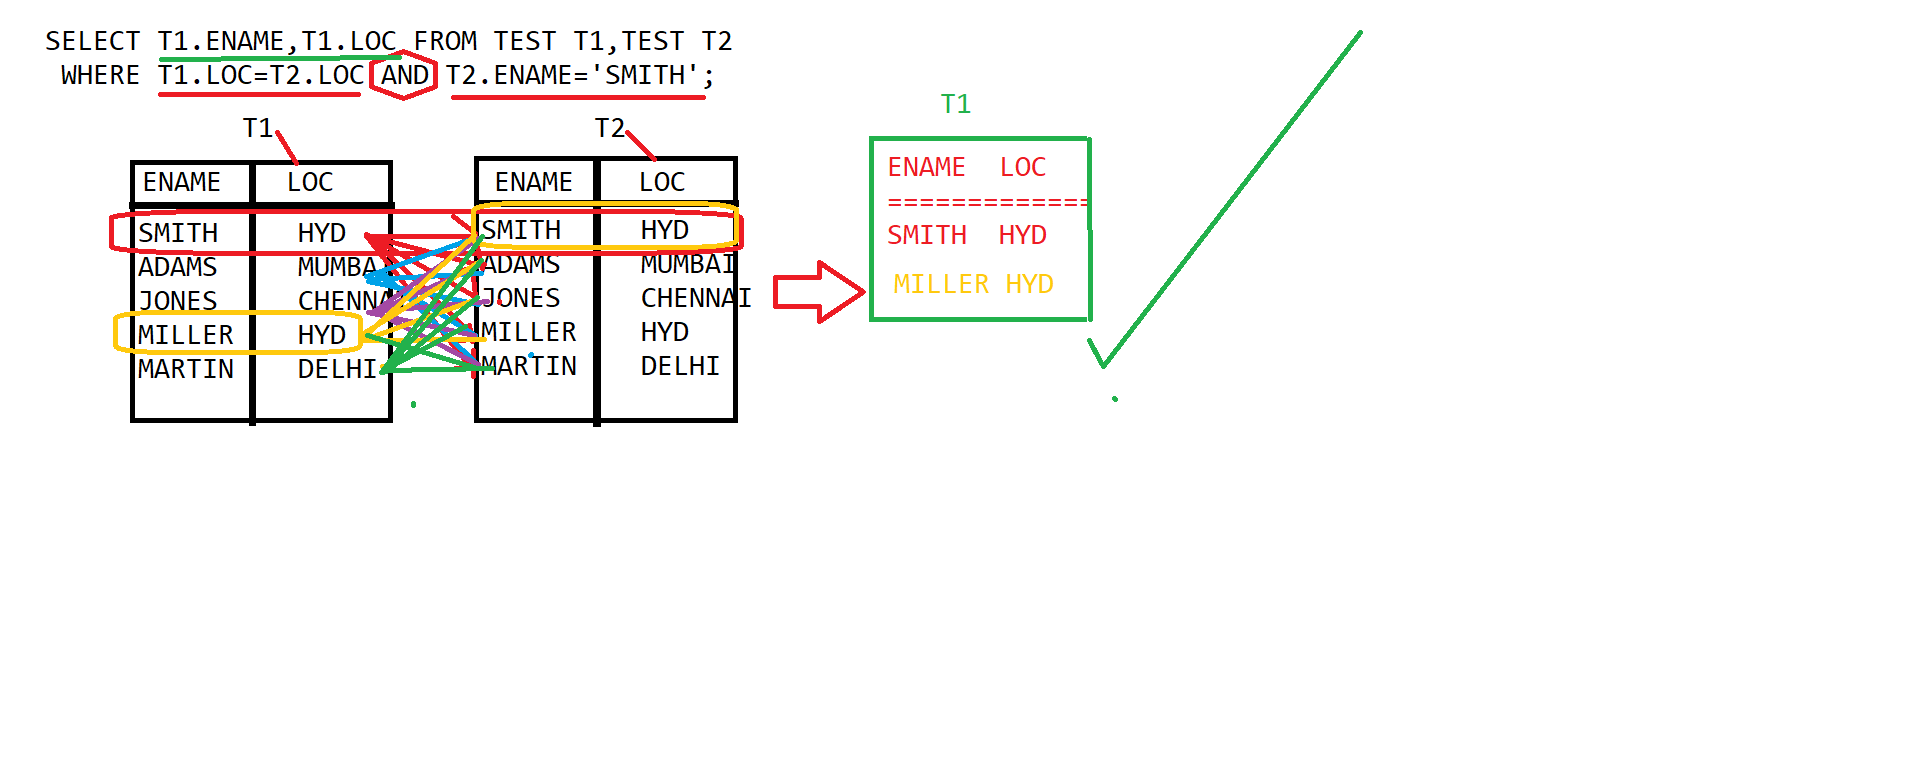 SELECT T1.ENAME,T1.LOC FROM TEST T1,TEST T2
WHERE T1.LOC=T2.LOC AND T2.ENAME='SMITH';
T1
ENAME LOC
SMITH HYD
ADAMS MUMBA
JONES CHENNA
MILLER HYD
MARTIN DELHI
T2
ENAME LOC
SMITH HYD
ADAMS MUMBAI
JONES CHENNAI
MILLER HYD
MARTIN DELHI
T1
ENAME LOC
=============
SMITH HYD
MILLER HYD